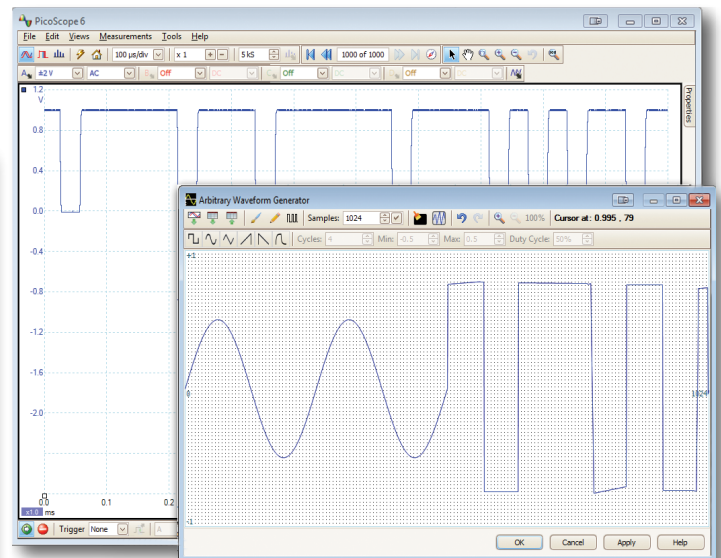 PicoScope 6
File Edit Views Measurements Tools Help
100 µs/div x 1 5 kS 1000 of 1000
A ±2 V AC B Off DC C Off DC D Off DC
Properties
1.2
V
0.8
0.4
0.0
-0.4
-0.8
-1.2
-1.6
-2.0
0.0 0.1 0.2
x1.0 ms
Trigger None A
Arbitrary Waveform Generator
Samples: 1024 100% Cursor at: 0.995 , 79
Cycles: 4 Min: -0.5 Max: 0.5 Duty Cycle: 50%
+1
0 1024
-1
OK Cancel Apply Help